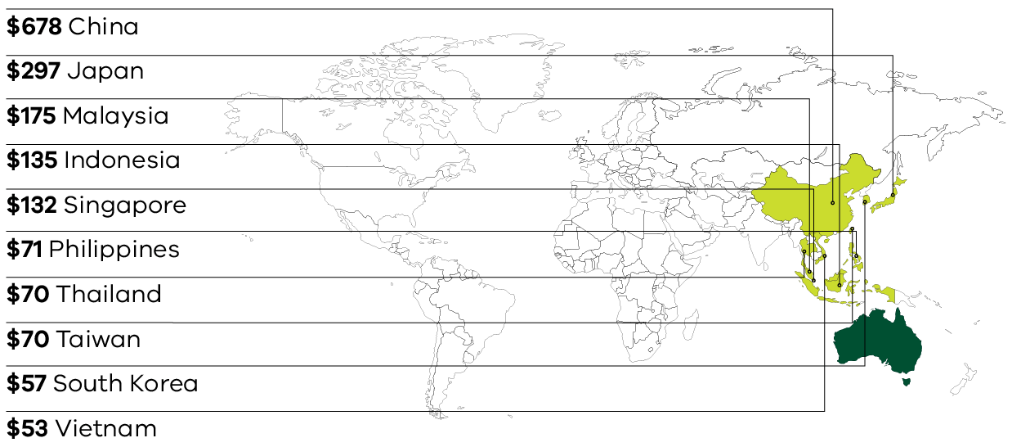 $678 China
$297 Japan
$175 Malaysia
$135 Indonesia
$132 Singapore
$71 Philippines
$70 Thailand
$70 Taiwan
$57 South Korea
$53 Vietnam